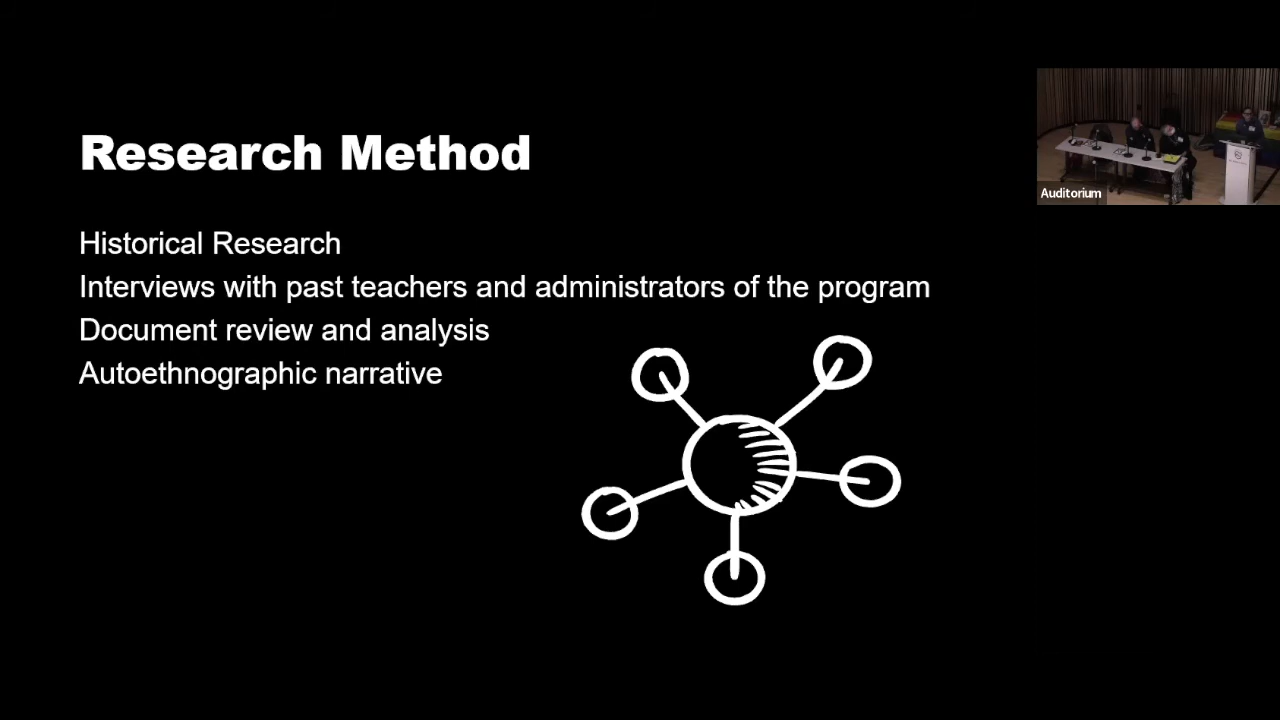 Research Method
Historical Research
Interviews with past teachers and administrators of the program
Document review and analysis
Autoethnographic narrative
Auditorium